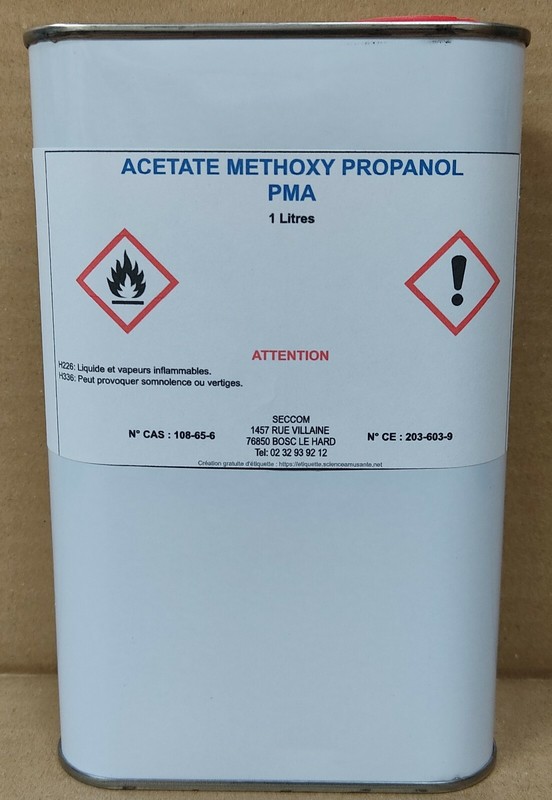 ACETATE METHOXY PROPANOL
PMA
1 Litres
ATTENTION
H226: Liquide et vapeurs inflammables.
H336: Peut provoquer somnolence ou vertiges.
N° CAS : 108-65-6
SECCOM
1457 RUE VILLAINE
76850 BOSC LE HARD
Tel: 02 32 93 92 12
N° CE : 203-603-9
Création gratuite d'étiquette : https://etiquette.scienceamusante.net